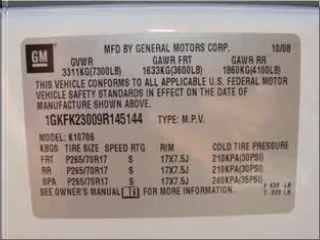 GM
MFD BY GENERAL MOTORS CORP. 10/08
GVWR GAWR FRT GAWR RR
3311KG(7300LB) 1633KG(3600LB) 1860KG(4100LB)
THIS VEHICLE CONFORMS TO ALL APPLICABLE U.S. FEDERAL MOTOR
VEHICLE SAFETY STANDARDS IN EFFECT ON THE DATE OF
MANUFACTURE SHOWN ABOVE.
1GKFK23009R145144 TYPE: M.P.V.
MODEL: K10706
TIRE SIZE SPEED RTG RIM COLD TIRE PRESSURE
FRT P265/70R17 S 17X7.5J 210KPA(30PSI)
RR P265/70R17 S 17X7.5J 210KPA(30PSI)
SP P265/70R17 S 17X7.5J 240KPA(35PSI)
SEE OWNER'S MANUAL FOR MORE INFORMATION.